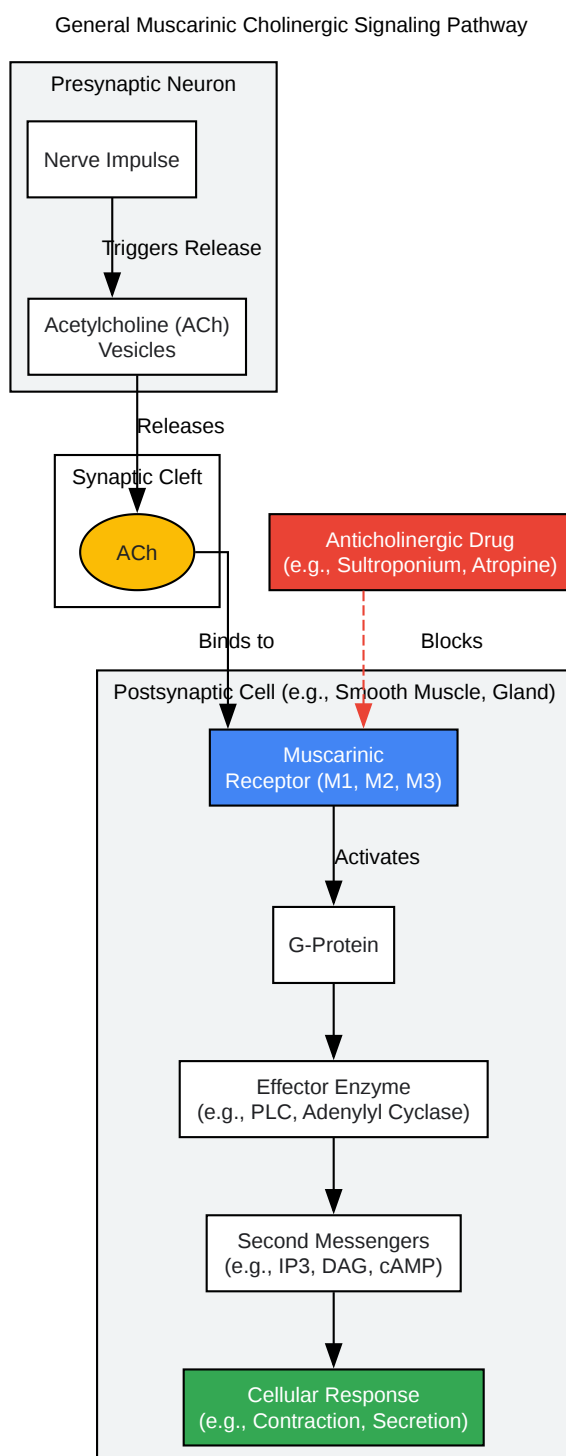 General Muscarinic Cholinergic Signaling Pathway
Presynaptic Neuron
Nerve Impulse
Triggers Release
Acetylcholine (ACh)
Vesicles
Releases
Synaptic Cleft
ACh
Anticholinergic Drug
(e.g., Sultroponium, Atropine)
Binds to
Blocks
Postsynaptic Cell (e.g., Smooth Muscle, Gland)
Muscarinic
Receptor (M1, M2, M3)
Activates
G-Protein
Effector Enzyme
(e.g., PLC, Adenylyl Cyclase)
Second Messengers
(e.g., IP3, DAG, cAMP)
Cellular Response
(e.g., Contraction, Secretion)